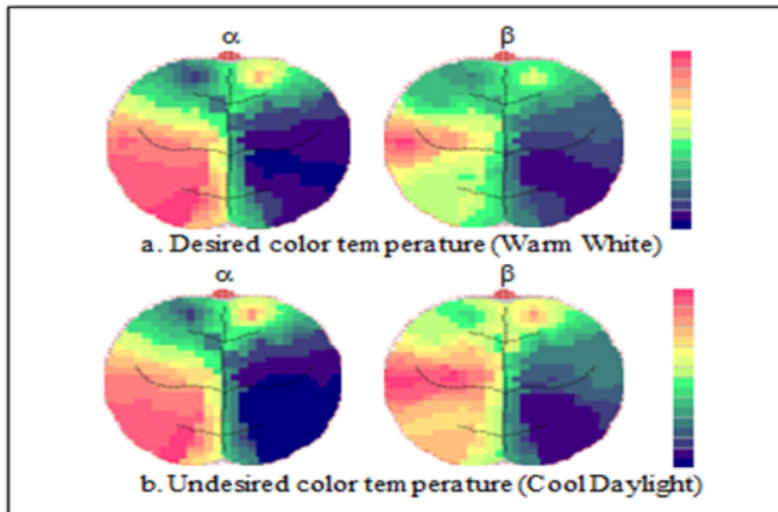 α β
a. Desired color temperature (Warm White)
α β
b. Undesired color temperature (Cool Daylight)